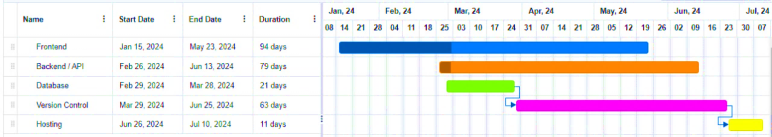 Name Start Date End Date Duration
Jan, 24 Feb, 24 Mar, 24 Apr, 24 May, 24 Jun, 24 Jul, 24
08 14 21 28 04 11 18 25 03 10 17 24 31 07 14 21 28 05 12 19 26 02 09 16 23 30 07
Frontend Jan 15, 2024 May 23, 2024 94 days
Backend / API Feb 26, 2024 Jun 13, 2024 79 days
Database Feb 29, 2024 Mar 28, 2024 21 days
Version Control Mar 29, 2024 Jun 25, 2024 63 days
Hosting Jun 26, 2024 Jul 10, 2024 11 days